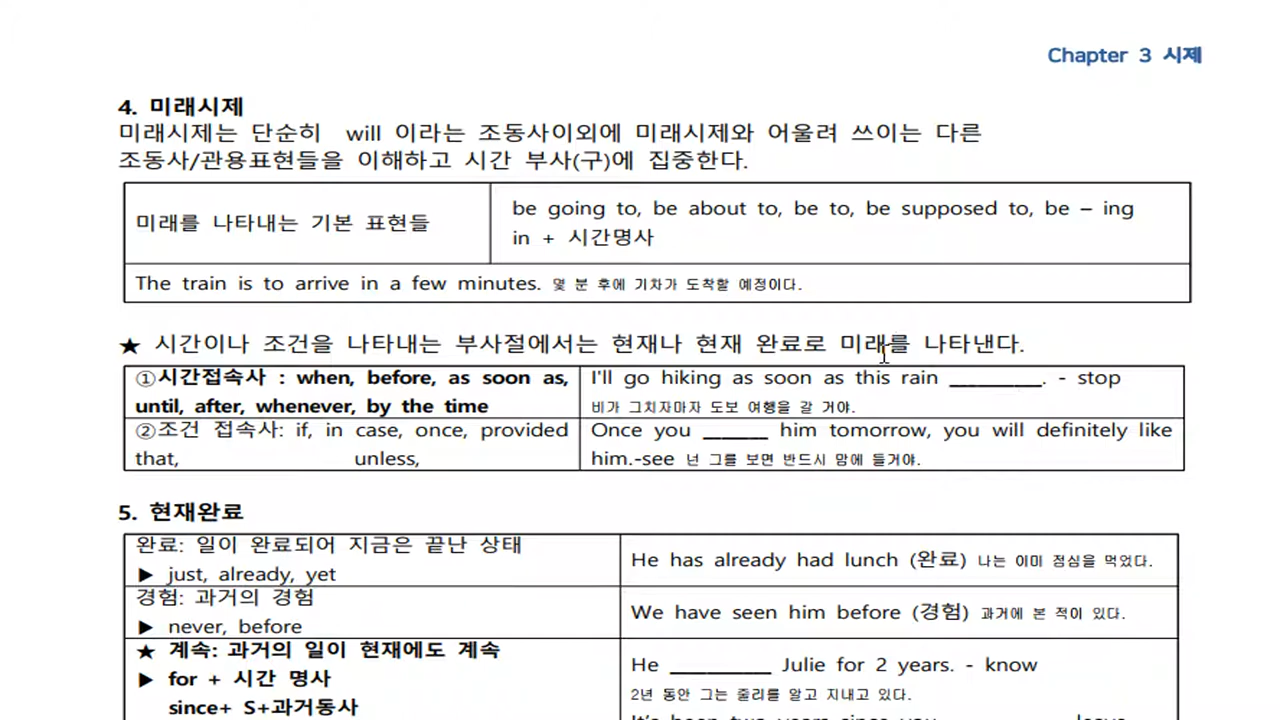 Chapter 3 시제
4. 미래시제
미래시제는 단순히 will 이라는 조동사이외에 미래시제와 어울려 쓰이는 다른
조동사/관용표현들을 이해하고 시간 부사(구)에 집중한다.
미래를 나타내는 기본 표현들
be going to, be about to, be to, be supposed to, be – ing
in + 시간명사
The train is to arrive in a few minutes. 몇 분 후에 기차가 도착할 예정이다.
★ 시간이나 조건을 나타내는 부사절에서는 현재나 현재 완료로 미래를 나타낸다.
①시간접속사 : when, before, as soon as,
until, after, whenever, by the time
I'll go hiking as soon as this rain _________. - stop
비가 그치자마자 도보 여행을 갈 거야.
②조건 접속사: if, in case, once, provided
that, unless,
Once you ______ him tomorrow, you will definitely like
him.-see 넌 그를 보면 반드시 맘에 들거야.
5. 현재완료
완료: 일이 완료되어 지금은 끝난 상태
▶ just, already, yet
He has already had lunch (완료) 나는 이미 점심을 먹었다.
경험: 과거의 경험
▶ never, before
We have seen him before (경험) 과거에 본 적이 있다.
★ 계속: 과거의 일이 현재에도 계속
▶ for + 시간 명사
since+ S+과거동사
He __________ Julie for 2 years. - know
2년 동안 그는 줄리를 알고 지내고 있다.